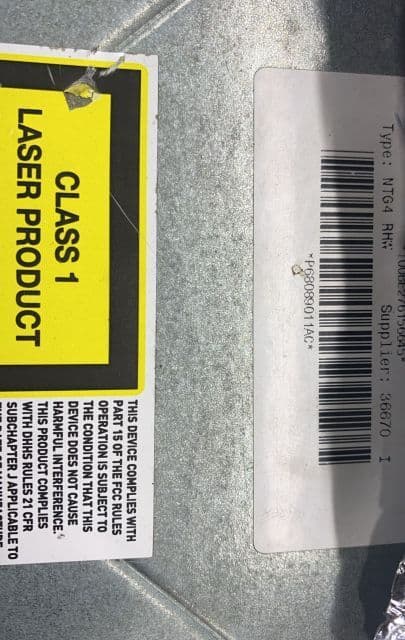 Type: NTG4 RHW Supplier: 36670 I
*P68089011AC*
CLASS 1
LASER PRODUCT
THIS DEVICE COMPLIES WITH
PART 15 OF THE FCC RULES
OPERATION IS SUBJECT TO
THE CONDITION THAT THIS
DEVICE DOES NOT CAUSE
HARMFUL INTERFERENCE.
THIS PRODUCT COMPLIES
WITH DHHS RULES 21 CFR
SUBCHAPTER J APPLICABLE TO